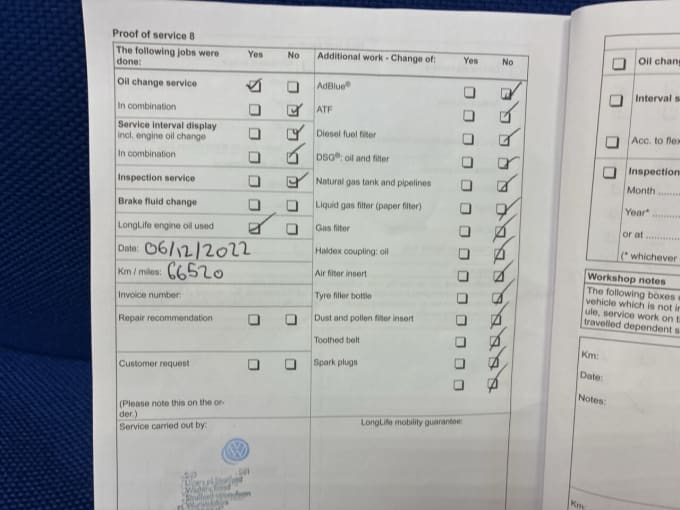 Proof of service 8
The following jobs were done: Yes No Additional work - Change of: Yes No
Oil change service
AdBlue®
In combination
ATF
Service interval display
incl. engine oil change
Diesel fuel filter
In combination
DSG®: oil and filter
Inspection service
Natural gas tank and pipelines
Brake fluid change
Liquid gas filter (paper filter)
LongLife engine oil used
Gas filter
Date: 06/12/2022
Haldex coupling: oil
Km / miles: 66520
Air filter insert
Invoice number:
Tyre filler bottle
Repair recommendation
Dust and pollen filter insert
Toothed belt
Customer request
Spark plugs
(Please note this on the or-
der.)
Service carried out by:
LongLife mobility guarantee:
Oil chan
Interval s
Acc. to fle
Inspection
Month
Year*
or at
(* whichever
Workshop notes
The following boxes
vehicle which is not i
ule, service work on t
travelled dependent s
Km:
Date:
Notes:
Km